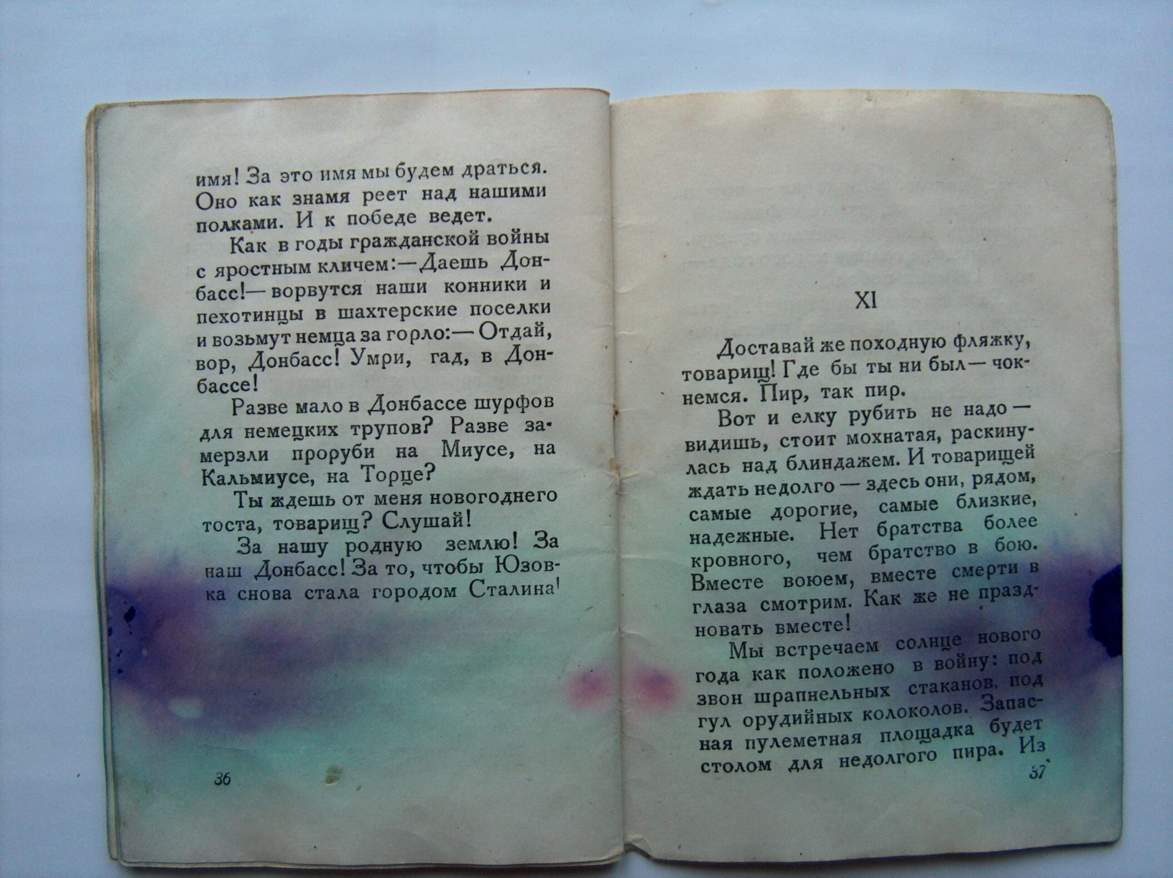 имя! За это имя мы будем драться.
Оно как знамя реет над нашими
полками. И к победе ведет.
Как в годы гражданской войны
с яростным кличем:—Даешь Дон-
басс!—ворвутся наши конники и
пехотинцы в шахтерские поселки
и возьмут немца за горло:— Отдай,
вор, Донбасс! Умри, гад, в Дон-
бассе!
Разве мало в Донбассе шурфов
для немецких трупов? Разве за-
мерзли проруби на Миусе, на
Кальмиусе, на Торце?
Ты ждешь от меня новогоднего
тоста, товарищ? Слушай!
За нашу родную землю! За
наш Донбасс! За то, чтобы Юзов-
ка снова стала городом Сталина!
36
XI
Доставай же походную фляжку,
товарищ! Где бы ты ни был— чок-
немся. Пир, так пир.
Вот и елку рубить не надо —
видишь, стоит мохнатая, раскину-
лась над блиндажем. И товарищей
ждать недолго — здесь они, рядом,
самые дорогие, самые близкие,
надежные. Нет братства более
кровного, чем братство в бою.
Вместе воюем, вместе смерти в
глаза смотрим. Как же не празд-
новать вместе!
Мы встречаем солнце нового
года как положено в войну: под
звон шрапнельных стаканов, под
гул орудийных колоколов. Запас-
ная пулеметная площадка будет
столом для недолгого пира. Из
37